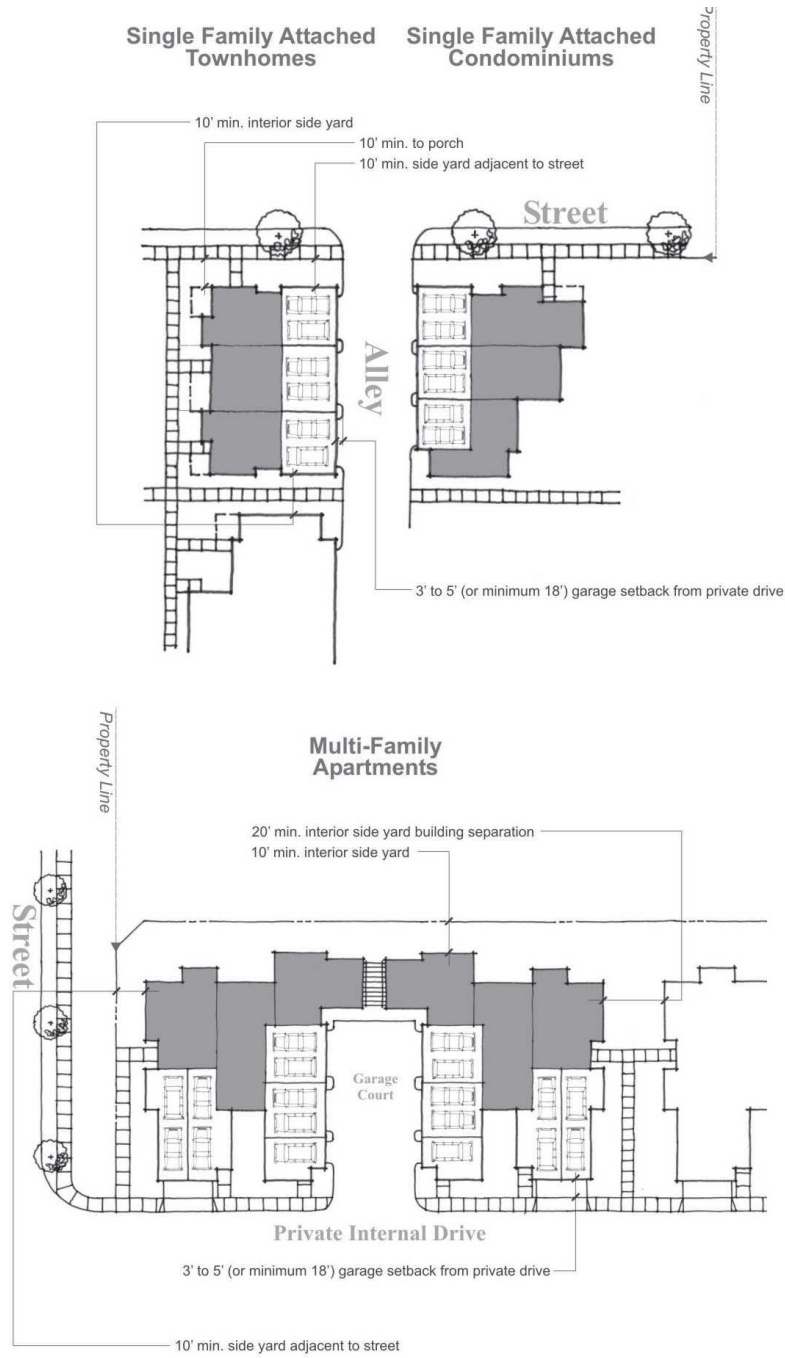 Single Family Attached
Townhomes
Single Family Attached
Condominiums
Property Line
10' min. interior side yard
10' min. to porch
10' min. side yard adjacent to street
Street
Alley
3' to 5' (or minimum 18') garage setback from private drive
Property Line
Multi-Family
Apartments
20' min. interior side yard building separation
10' min. interior side yard
Street
Garage
Court
Private Internal Drive
3' to 5' (or minimum 18') garage setback from private drive
10' min. side yard adjacent to street